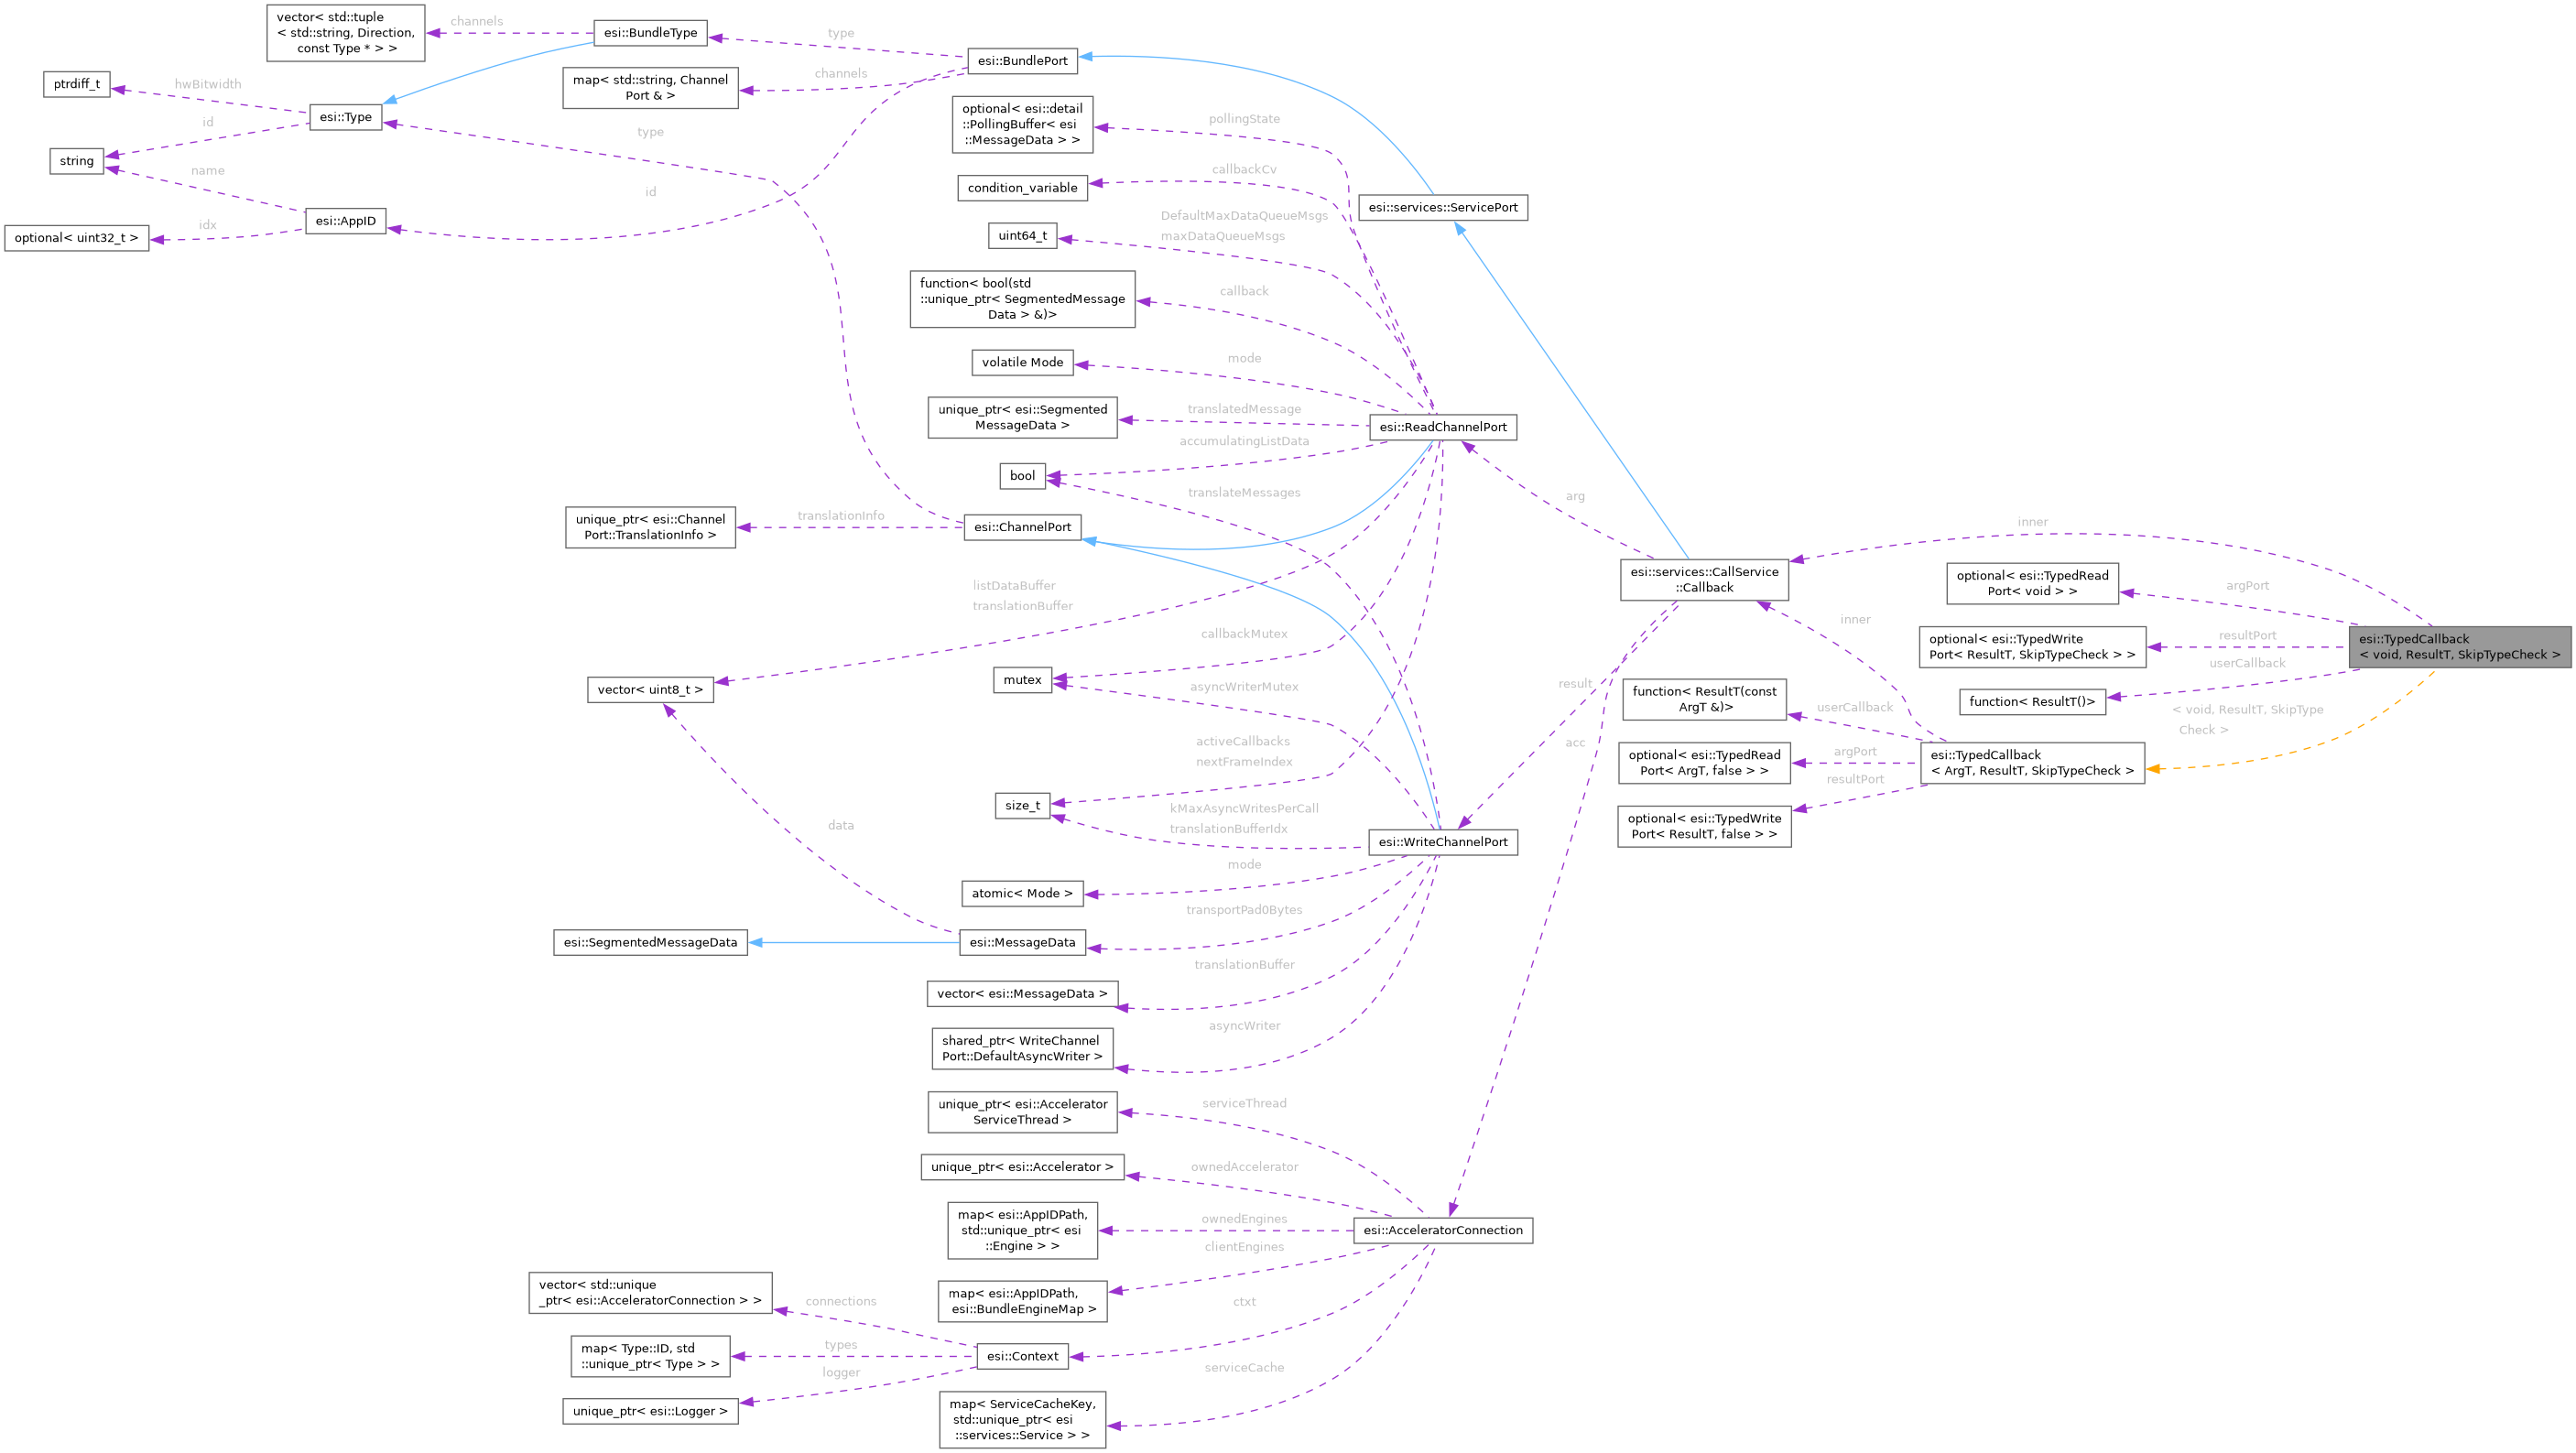 vector< std::tuple
< std::string, Direction,
const Type * > >
channels
esi::BundleType
type
esi::BundlePort
ptrdiff_t
hwBitwidth
map< std::string, Channel
Port & >
channels
esi::Type
id
type
string
name
id
esi::AppID
idx
optional< uint32_t >
optional< esi::detail
::PollingBuffer< esi
::MessageData > >
pollingState
condition_variable
callbackCv
esi::services::ServicePort
uint64_t
DefaultMaxDataQueueMsgs
maxDataQueueMsgs
function< bool(std
::unique_ptr< SegmentedMessage
Data > &)>
callback
volatile Mode
mode
unique_ptr< esi::Segmented
MessageData >
translatedMessage
esi::ReadChannelPort
accumulatingListData
bool
translateMessages
arg
unique_ptr< esi::Channel
Port::TranslationInfo >
translationInfo
esi::ChannelPort
inner
esi::services::CallService
::Callback
optional< esi::TypedRead
Port< void > >
argPort
listDataBuffer
translationBuffer
inner
callbackMutex
optional< esi::TypedWrite
Port< ResultT, SkipTypeCheck > >
resultPort
esi::TypedCallback
< void, ResultT, SkipTypeCheck >
userCallback
mutex
vector< uint8_t >
asyncWriterMutex
result
function< ResultT(const
ArgT &)>
userCallback
function< ResultT()>
< void, ResultT, SkipType
Check >
activeCallbacks
nextFrameIndex
acc
optional< esi::TypedRead
Port< ArgT, false > >
argPort
esi::TypedCallback
< ArgT, ResultT, SkipTypeCheck >
resultPort
size_t
kMaxAsyncWritesPerCall
translationBufferIdx
optional< esi::TypedWrite
Port< ResultT, false > >
data
esi::WriteChannelPort
mode
atomic< Mode >
transportPad0Bytes
esi::SegmentedMessageData
esi::MessageData
translationBuffer
vector< esi::MessageData >
asyncWriter
shared_ptr< WriteChannel
Port::DefaultAsyncWriter >
unique_ptr< esi::Accelerator
ServiceThread >
serviceThread
unique_ptr< esi::Accelerator >
ownedAccelerator
map< esi::AppIDPath,
std::unique_ptr< esi
::Engine > >
ownedEngines
esi::AcceleratorConnection
clientEngines
map< esi::AppIDPath,
esi::BundleEngineMap >
ctxt
vector< std::unique
_ptr< esi::AcceleratorConnection > >
connections
map< Type::ID, std
::unique_ptr< Type > >
types
esi::Context
logger
unique_ptr< esi::Logger >
serviceCache
map< ServiceCacheKey,
std::unique_ptr< esi
::services::Service > >